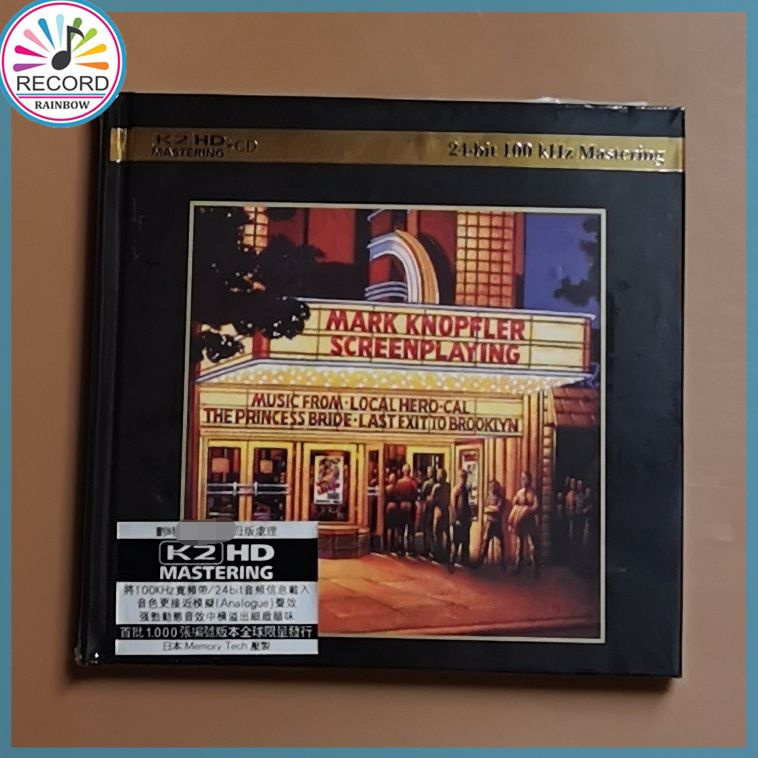 RECORD
RAINBOW
K2 HD
MASTERING
+CD
24-bit 100 kHz Mastering
MARK KNOPFLER
SCREENPLAYING
MUSIC FROM·LOCAL HERO·CAL
THE PRINCESS BRIDE·LAST EXIT TO BROOKLYN
母版處理
K2 HD
MASTERING
將100KHz寬頻帶/24bit音頻信息載入
音色更接近模擬(Analogue)聲效
強勁動態音效中橫溢出細緻韻味
首批1,000張編號版本全球限量發行
日本 Memory Tech 壓製